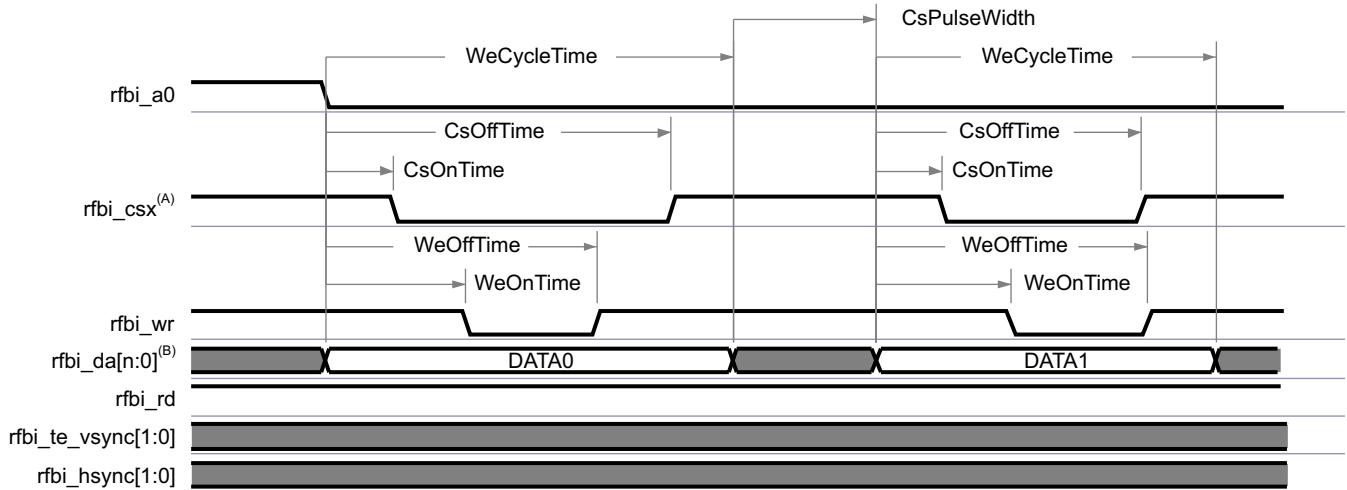 CsPulseWidth
WeCycleTime WeCycleTime
rfbi_a0
CsOffTime CsOffTime
CsOnTime CsOnTime
rfbi_csx(A)
WeOffTime WeOffTime
WeOnTime WeOnTime
rfbi_wr
rfbi_da[n:0](B) DATA0 DATA1
rfbi_rd
rfbi_te_vsync[1:0]
rfbi_hsync[1:0]